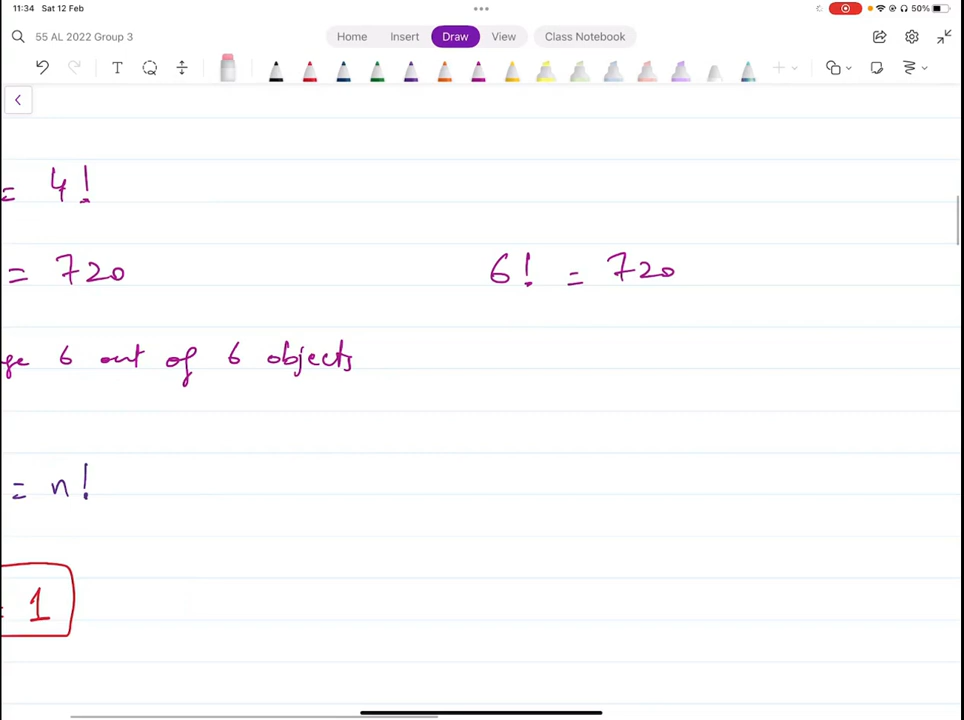 11:34 Sat 12 Feb
50%
55 AL 2022 Group 3
Home Insert Draw View Class Notebook
= 4!
= 720
6! = 720
ge 6 out of 6 objects
= n!
1